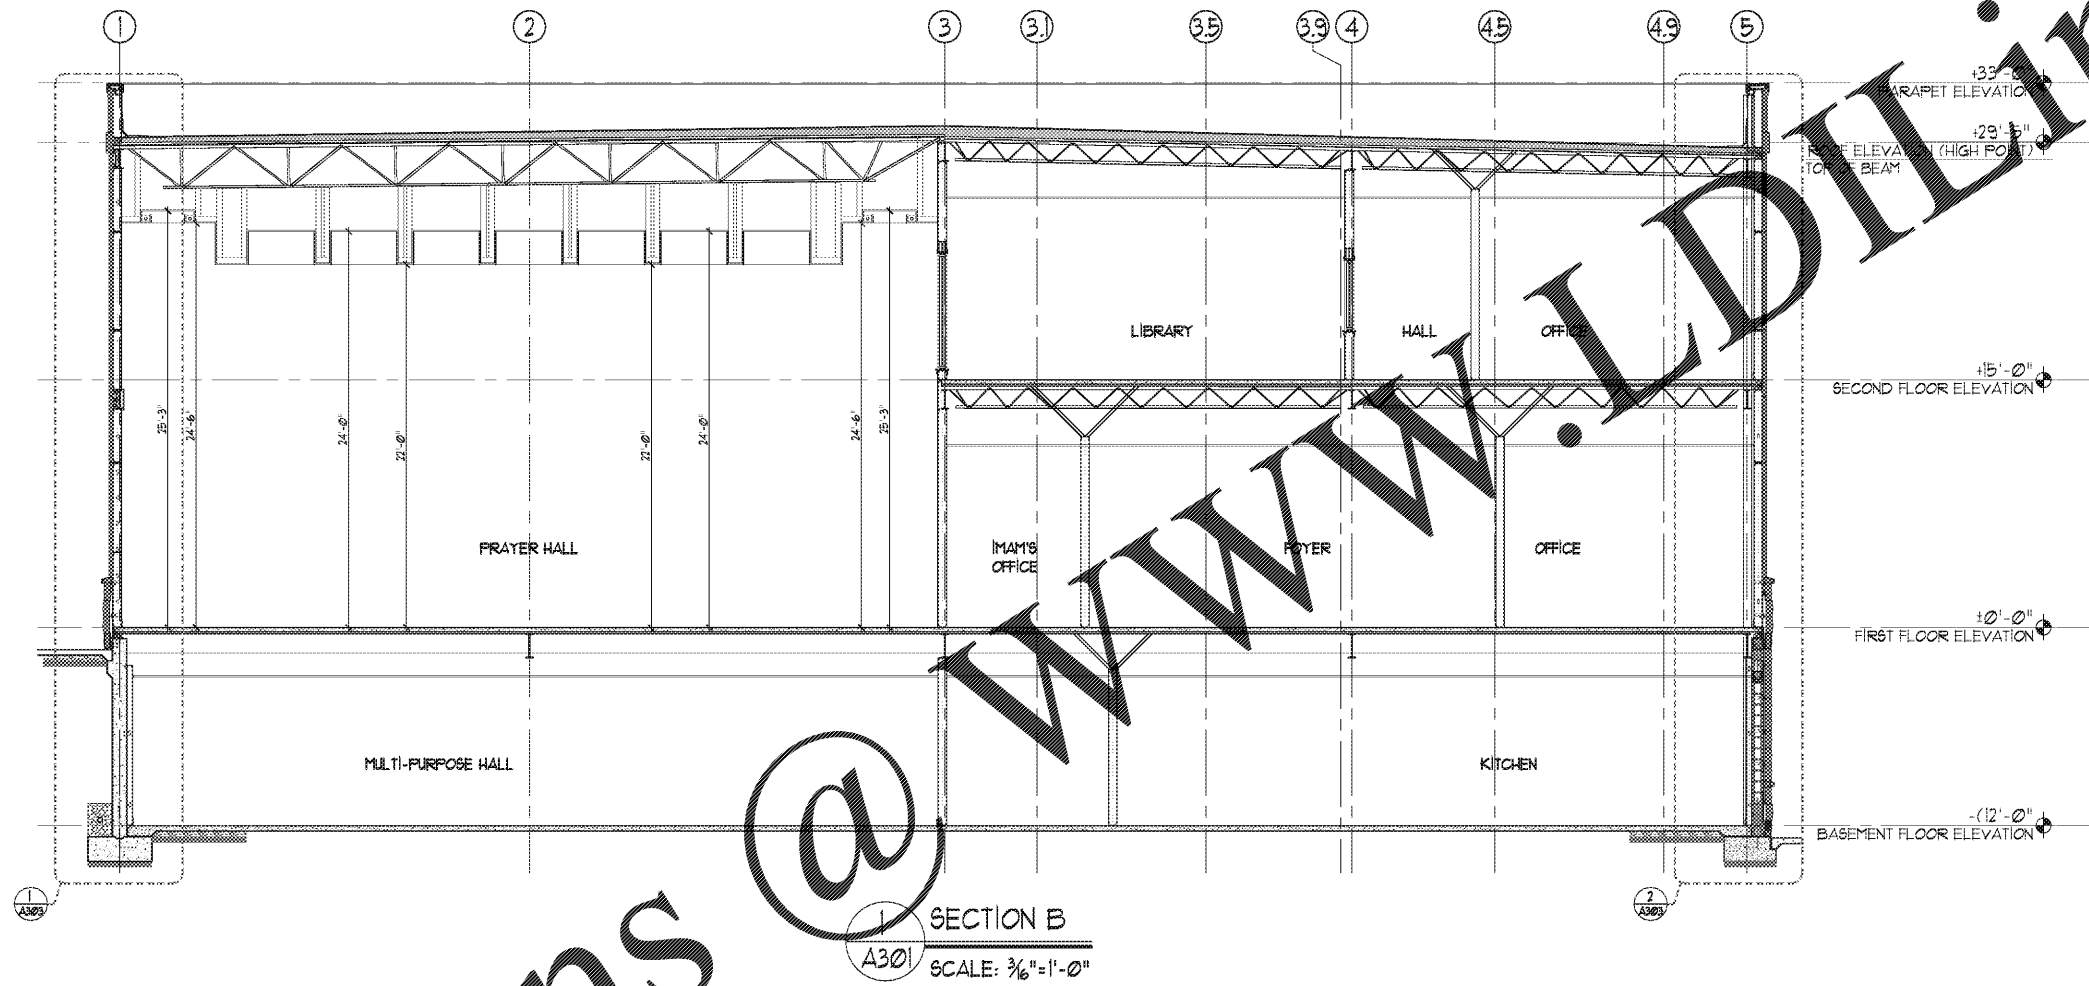 1 2 3 3.1 3.5 3.9 4 4.5 4.9 5
+33'-0"
PARAPET ELEVATION
+29'-5"
ROOF ELEVATION (HIGH POINT)
TOP OF BEAM
LIBRARY HALL OFFICE
+15'-0"
SECOND FLOOR ELEVATION
25'-3" 24'-6" 24'-0" 22'-0" 22'-0" 24'-0" 24'-6" 25'-3"
PRAYER HALL IMAM'S FOYER OFFICE
OFFICE
±0'-0"
FIRST FLOOR ELEVATION
MULTI-PURPOSE HALL KITCHEN
-(12'-0"
BASEMENT FLOOR ELEVATION
1
A303
2
A303
1
A301
SECTION B
SCALE: 3/16"=1'-0"
ns @ www.LDILin